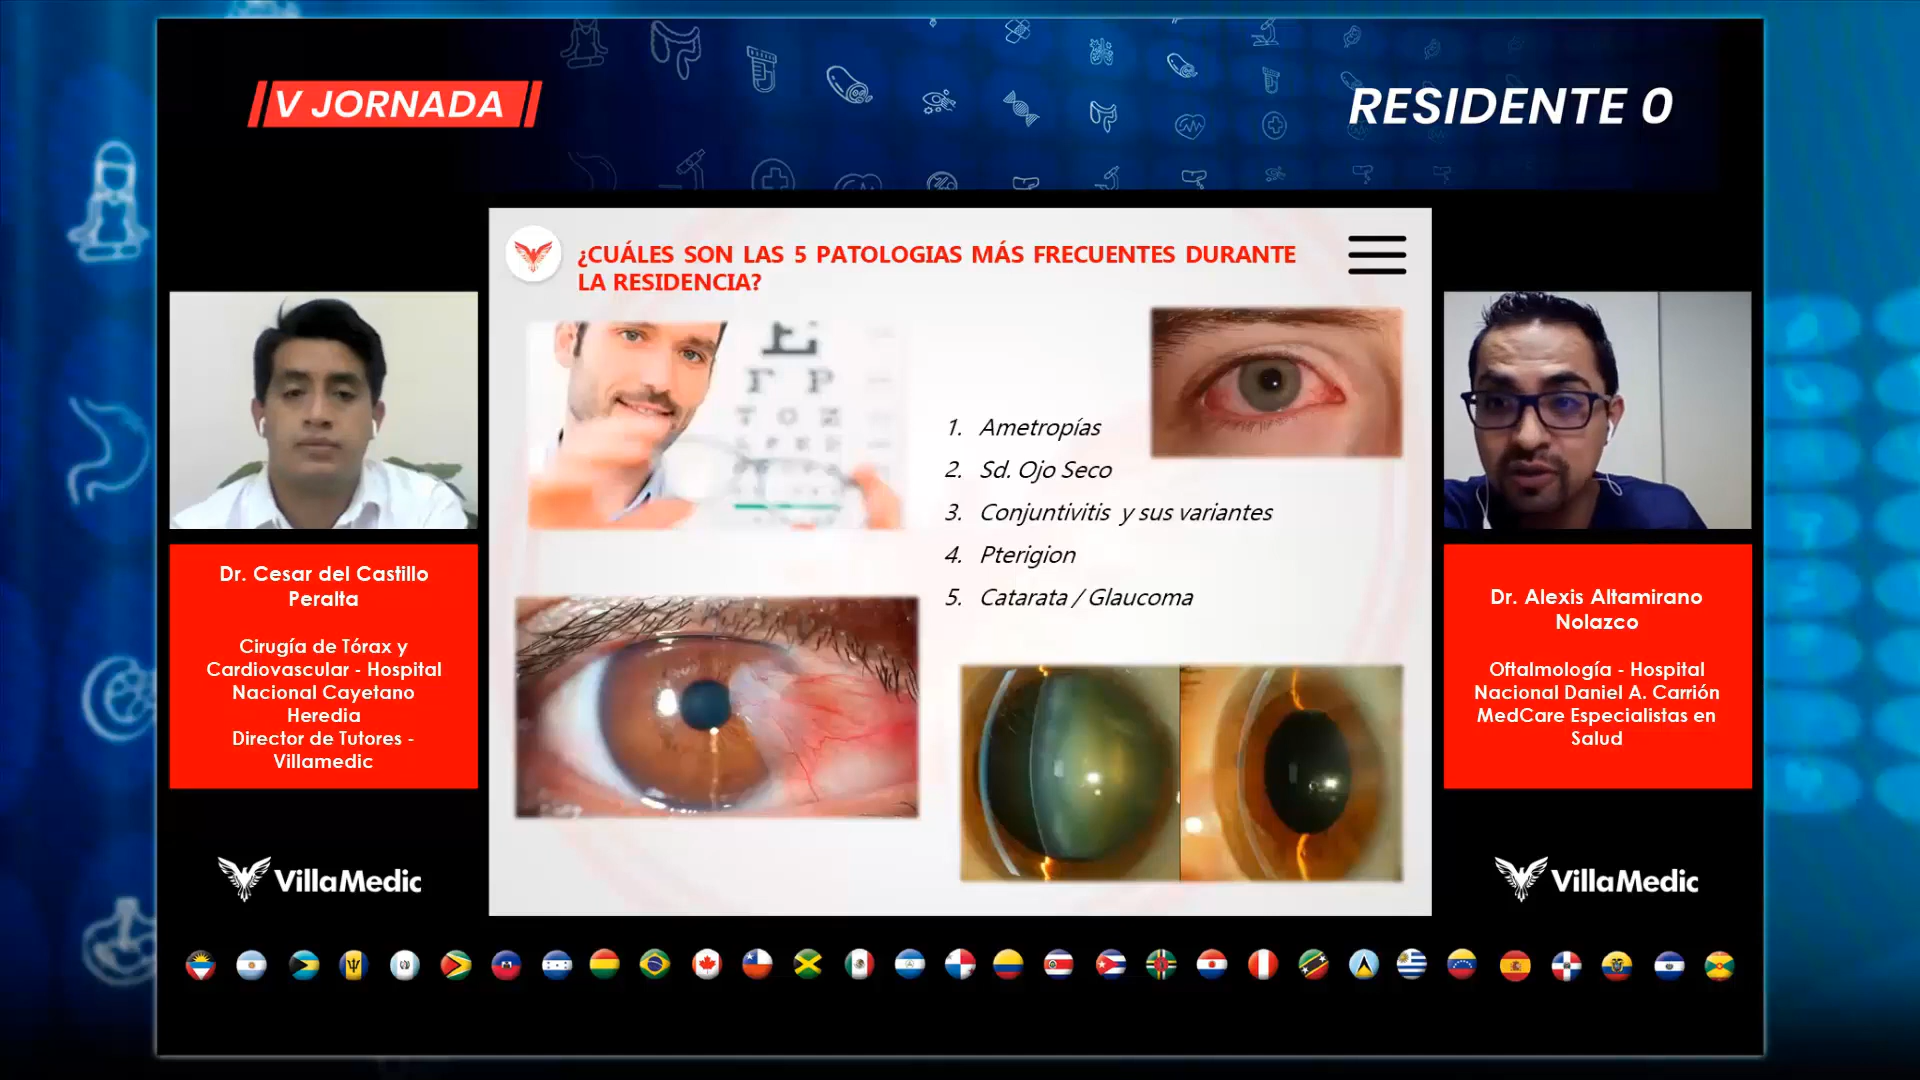 V JORNADA
RESIDENTE 0
¿CUÁLES SON LAS 5 PATOLOGIAS MÁS FRECUENTES DURANTE
LA RESIDENCIA?
E
Γ P
T O N
1. Ametropías
2. Sd. Ojo Seco
3. Conjuntivitis y sus variantes
4. Pterigion
5. Catarata / Glaucoma
Dr. Cesar del Castillo
Peralta
Cirugía de Tórax y
Cardiovascular - Hospital
Nacional Cayetano
Heredia
Director de Tutores -
Villamedic
Dr. Alexis Altamirano
Nolazco
Oftalmología - Hospital
Nacional Daniel A. Carrión
MedCare Especialistas en
Salud
VillaMedic
VillaMedic